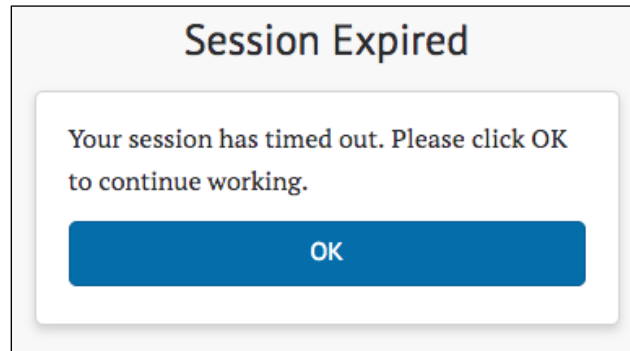 Session Expired
Your session has timed out. Please click OK
to continue working.
OK